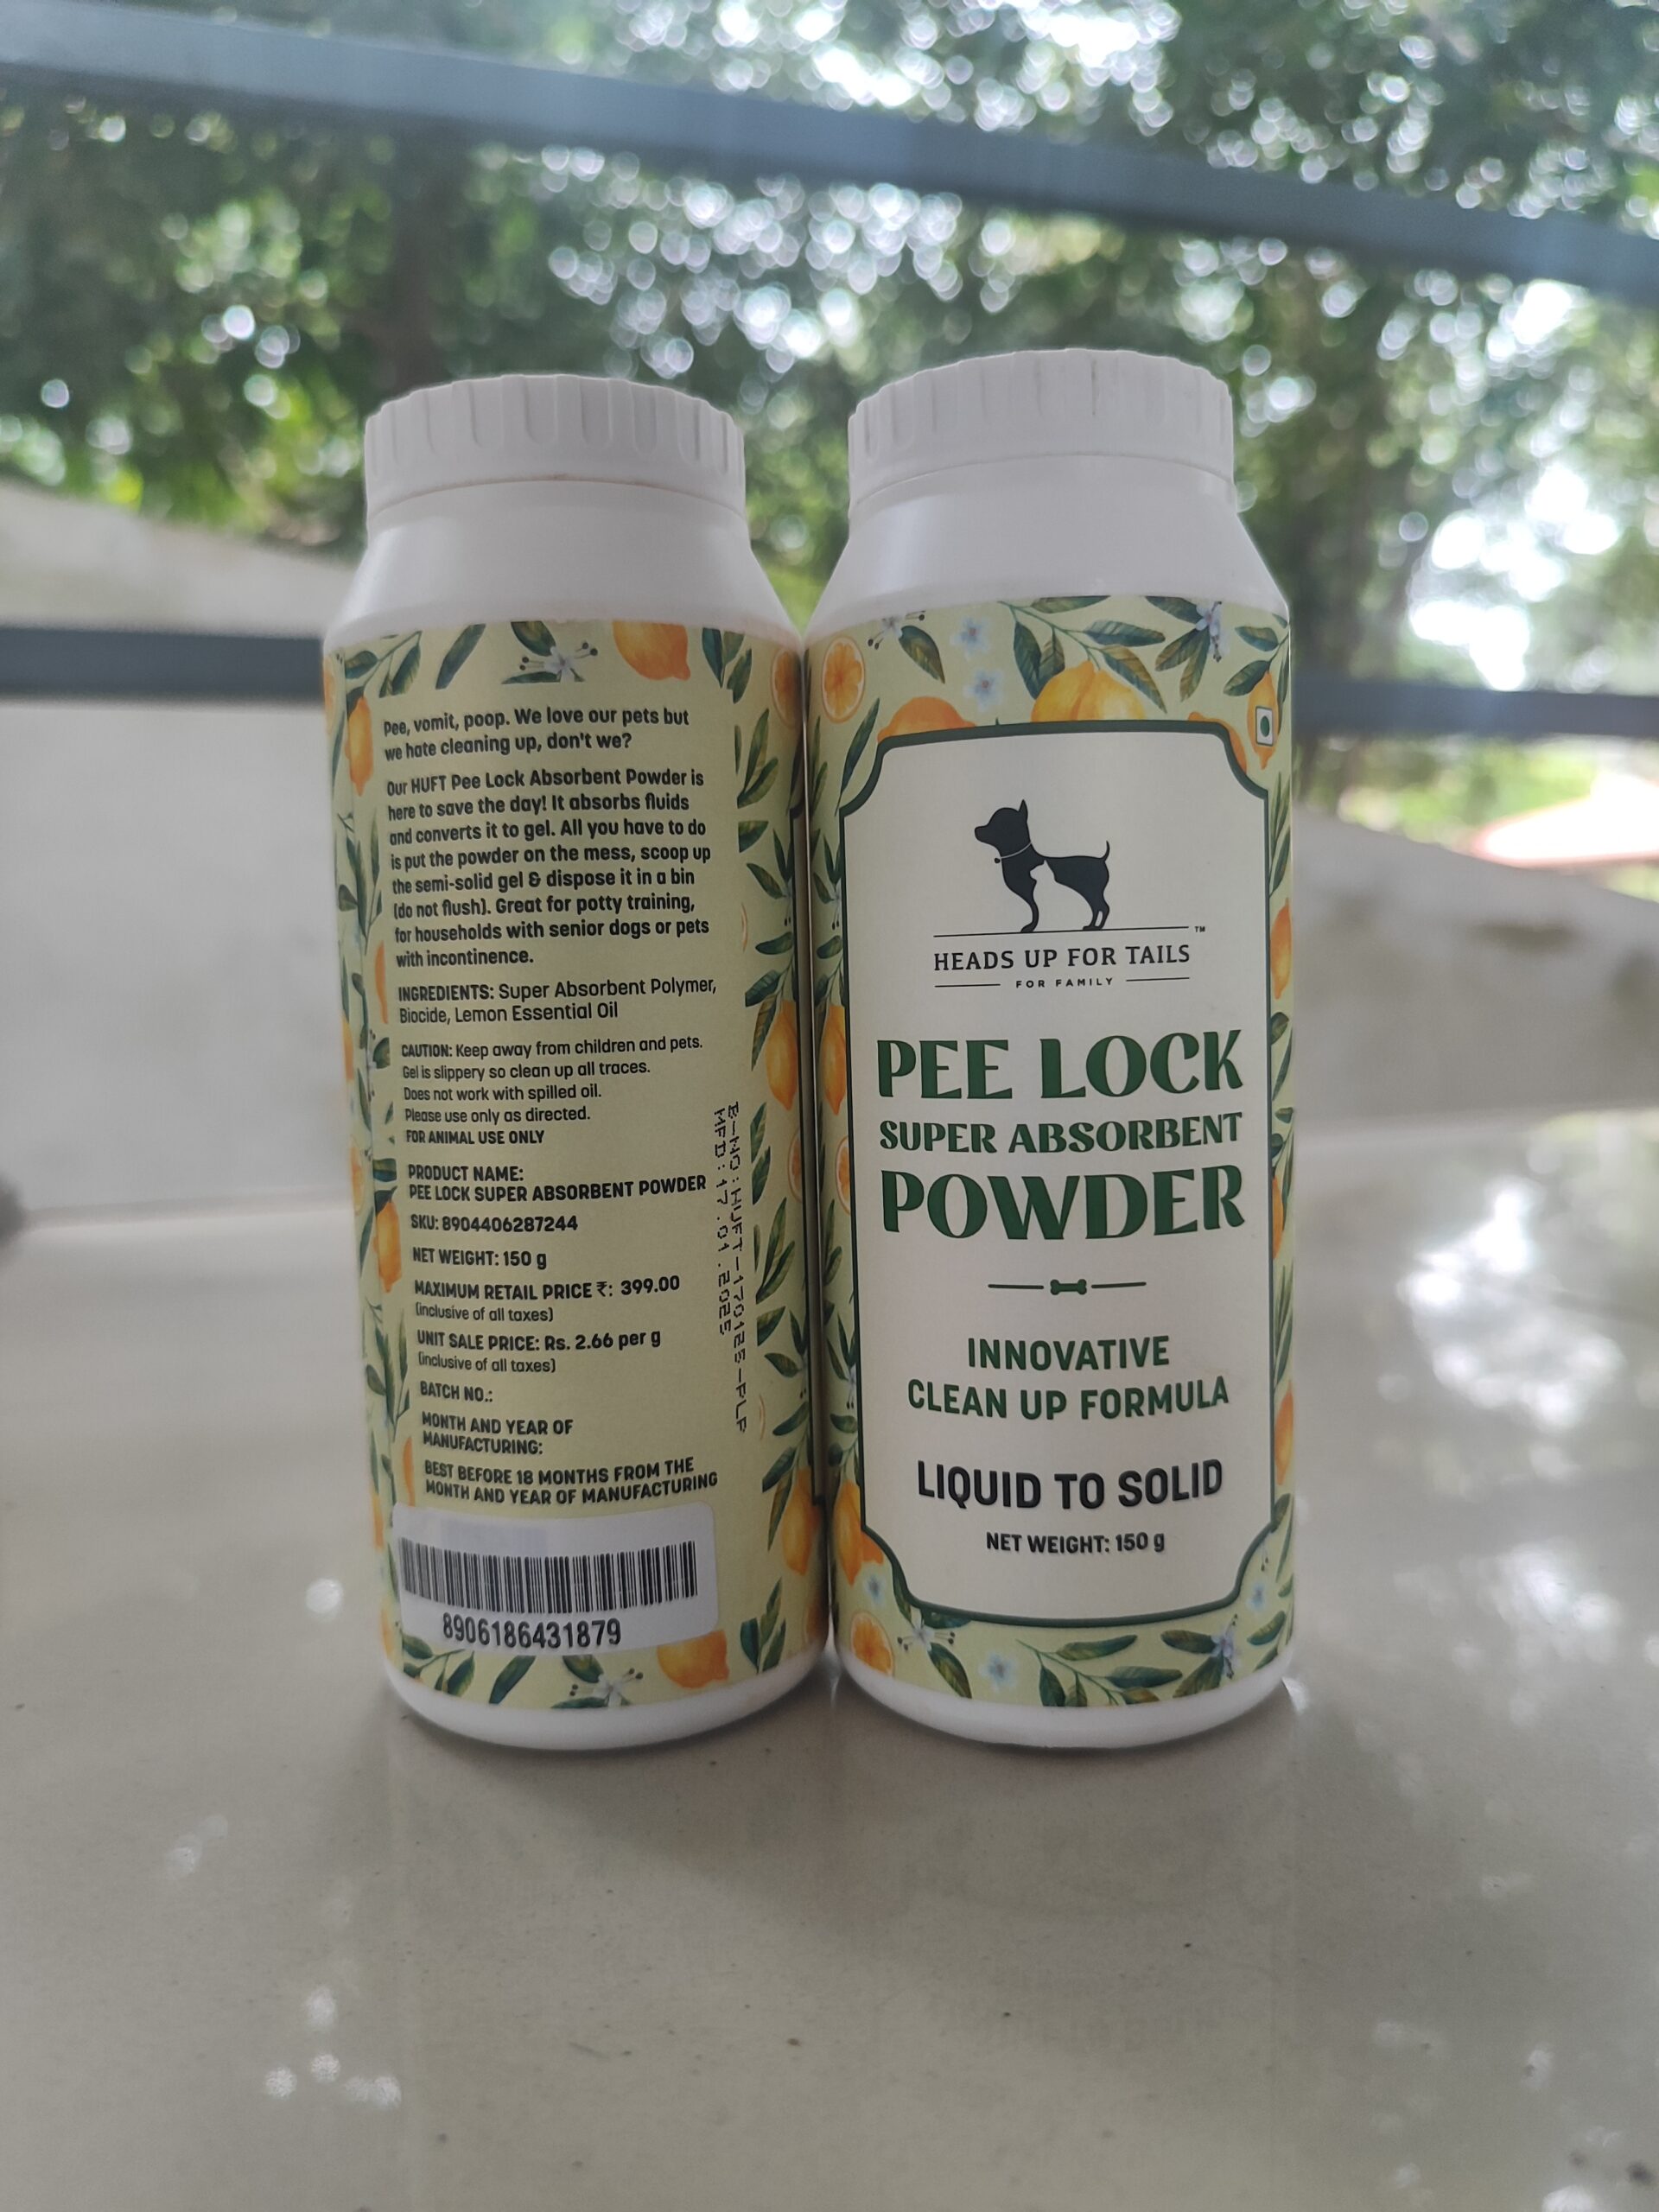 Pee, vomit, poop. We love our pets but
we hate cleaning up, don't we?
Our HUFT Pee Lock Absorbent Powder is
here to save the day! It absorbs fluids
and converts it to gel. All you have to do
is put the powder on the mess, scoop up
the semi-solid gel & dispose it in a bin
(do not flush). Great for potty training,
for households with senior dogs or pets
with incontinence.
INGREDIENTS: Super Absorbent Polymer,
Biocide, Lemon Essential Oil
CAUTION: Keep away from children and pets.
Gel is slippery so clean up all traces.
Does not work with spilled oil.
Please use only as directed.
FOR ANIMAL USE ONLY
PRODUCT NAME:
PEE LOCK SUPER ABSORBENT POWDER
SKU: 8904406287244
NET WEIGHT: 150 g
MAXIMUM RETAIL PRICE ₹: 399.00
(inclusive of all taxes)
UNIT SALE PRICE: Rs. 2.66 per g
(inclusive of all taxes)
BATCH NO.:
MONTH AND YEAR OF
MANUFACTURING:
BEST BEFORE 18 MONTHS FROM THE
MONTH AND YEAR OF MANUFACTURING
B-NO:HUFT-170125-PLP
MFD:17.01.2025
8906186431879
HEADS UP FOR TAILS™
FOR FAMILY
PEE LOCK
SUPER ABSORBENT
POWDER
INNOVATIVE
CLEAN UP FORMULA
LIQUID TO SOLID
NET WEIGHT: 150 g